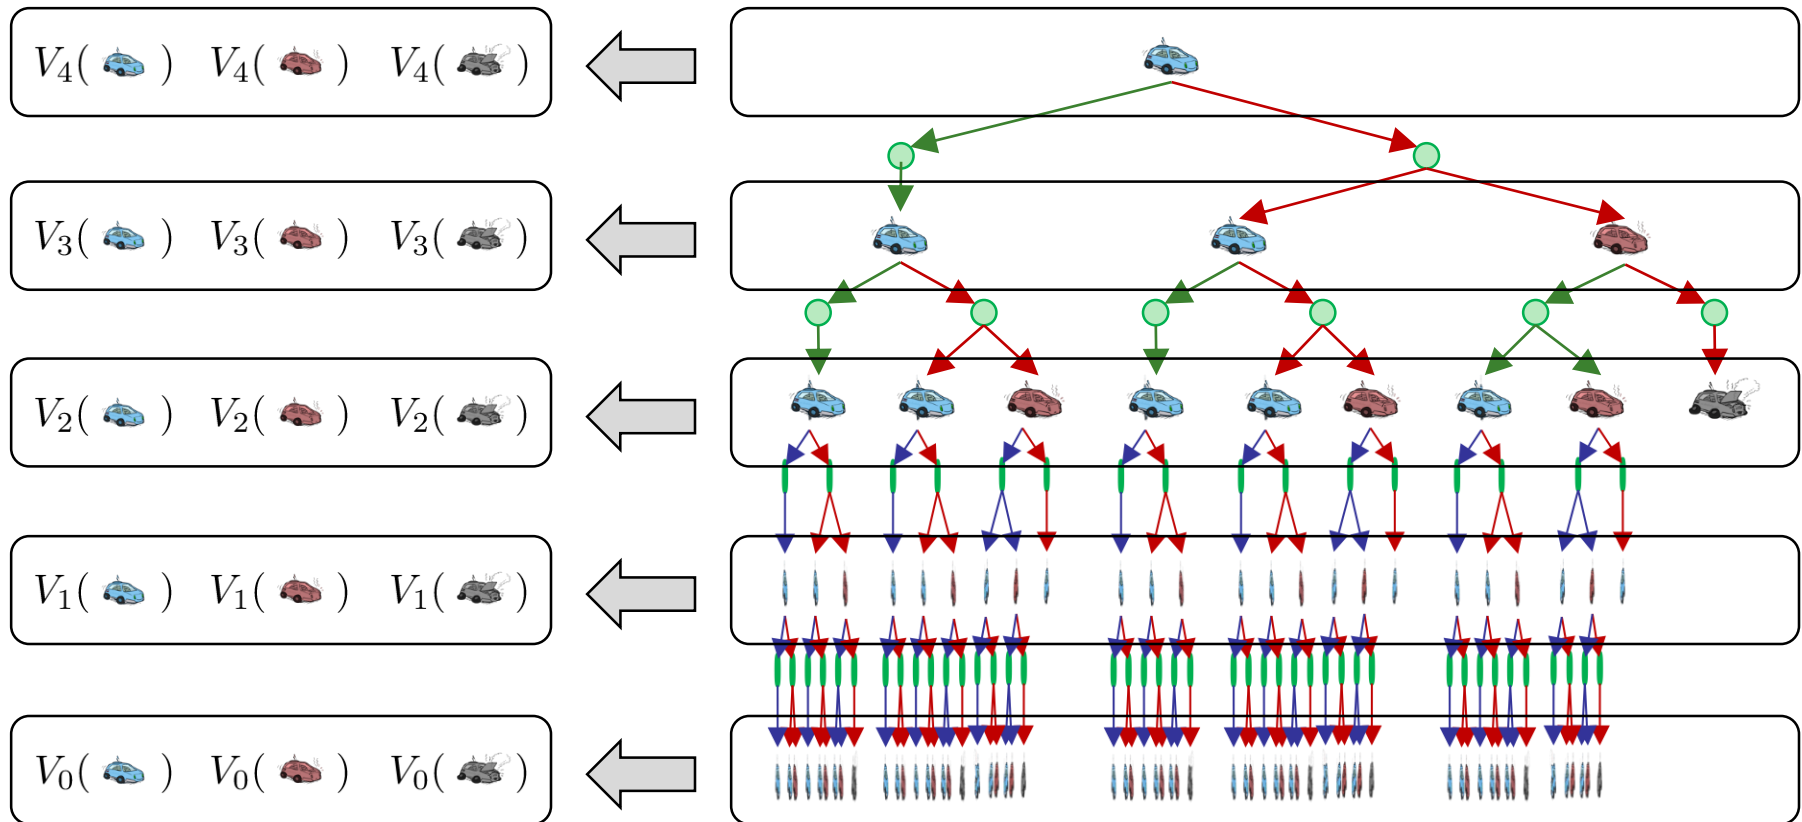 V₄( ) V₄( ) V₄( )
V₃( ) V₃( ) V₃( )
V₂( ) V₂( ) V₂( )
V₁( ) V₁( ) V₁( )
V₀( ) V₀( ) V₀( )